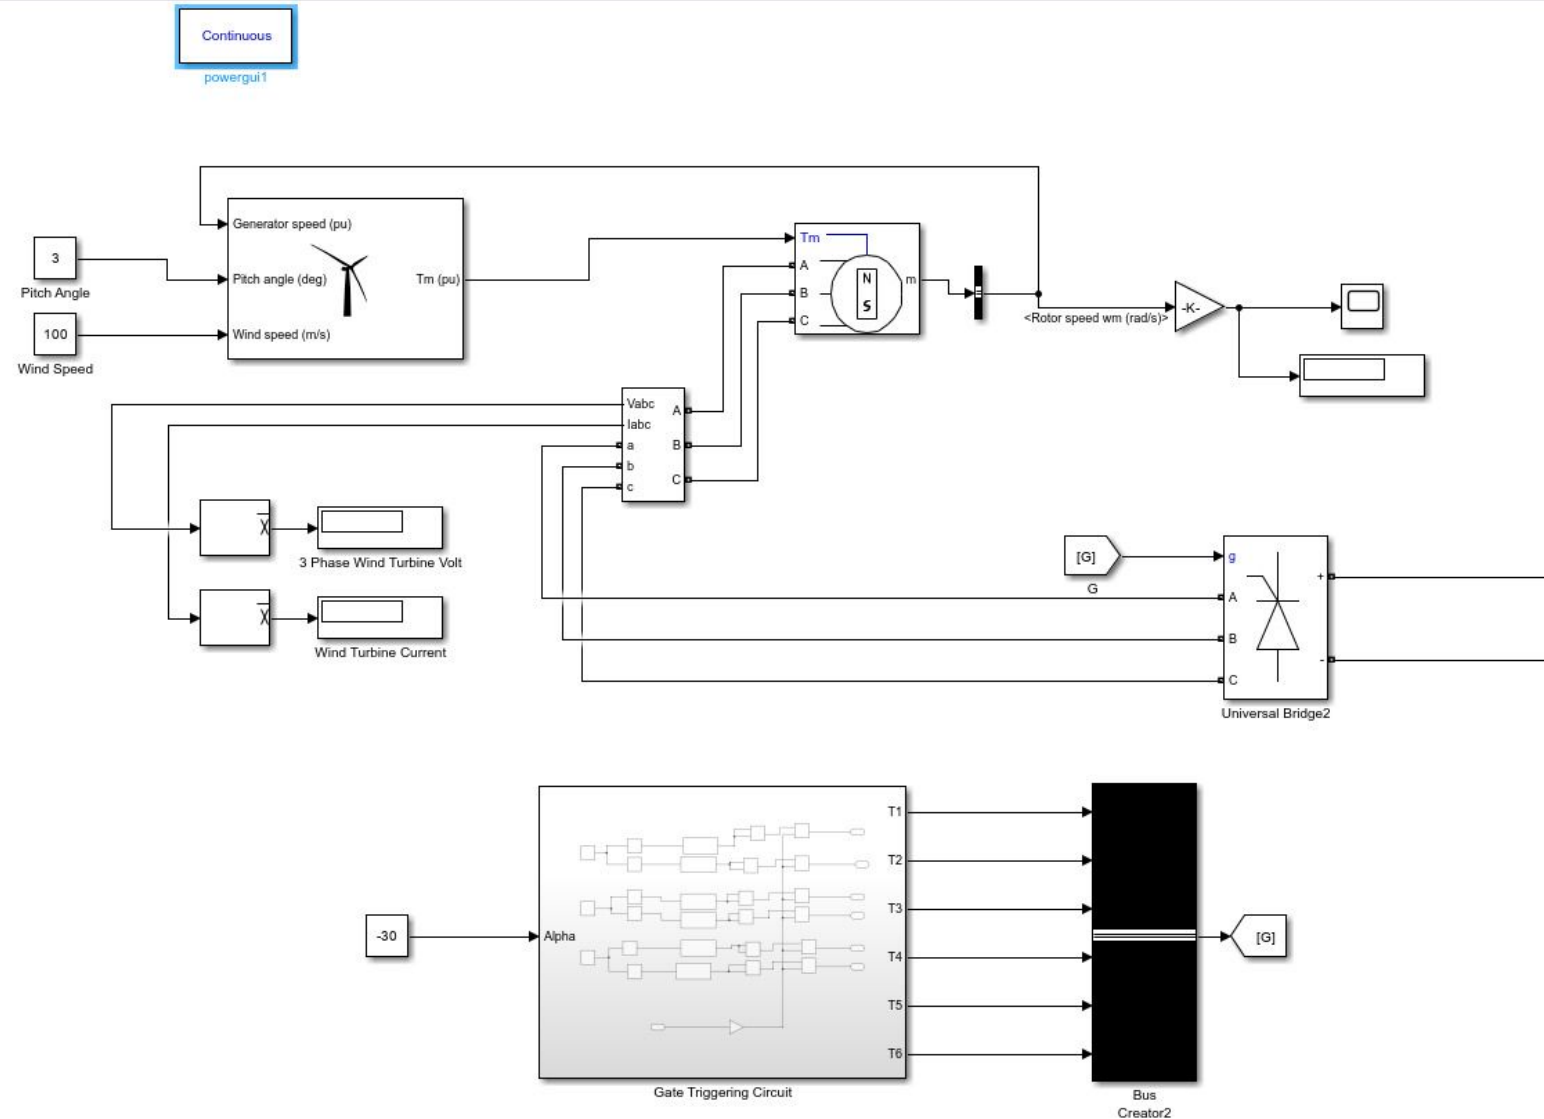 Continuous
powergui1
Generator speed (pu)
Pitch angle (deg)
Wind speed (m/s)
Tm (pu)
3
Pitch Angle
100
Wind Speed
Tm
A
B
C
m
N
S
<Rotor speed wm (rad/s)>
-K-
Vabc
Iabc
a
b
c
A
B
C
X
3 Phase Wind Turbine Volt
X
Wind Turbine Current
[G]
G
g
A
B
C
+
-
Universal Bridge2
-30
Alpha
T1
T2
T3
T4
T5
T6
Gate Triggering Circuit
Bus
Creator2
[G]